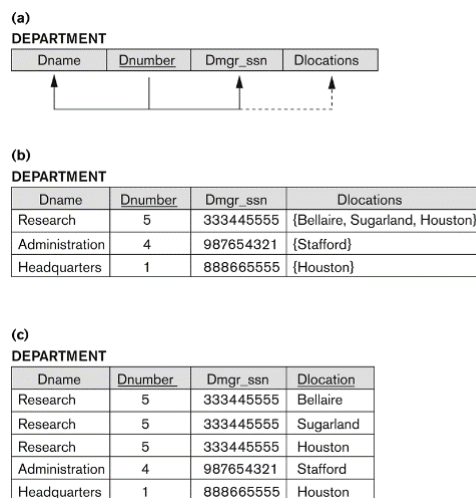 (a)
DEPARTMENT
Dname Dnumber Dmgr_ssn Dlocations
(b)
DEPARTMENT
Dname Dnumber Dmgr_ssn Dlocations
Research 5 333445555 {Bellaire, Sugarland, Houston}
Administration 4 987654321 {Stafford}
Headquarters 1 888665555 {Houston}
(c)
DEPARTMENT
Dname Dnumber Dmgr_ssn Dlocation
Research 5 333445555 Bellaire
Research 5 333445555 Sugarland
Research 5 333445555 Houston
Administration 4 987654321 Stafford
Headquarters 1 888665555 Houston